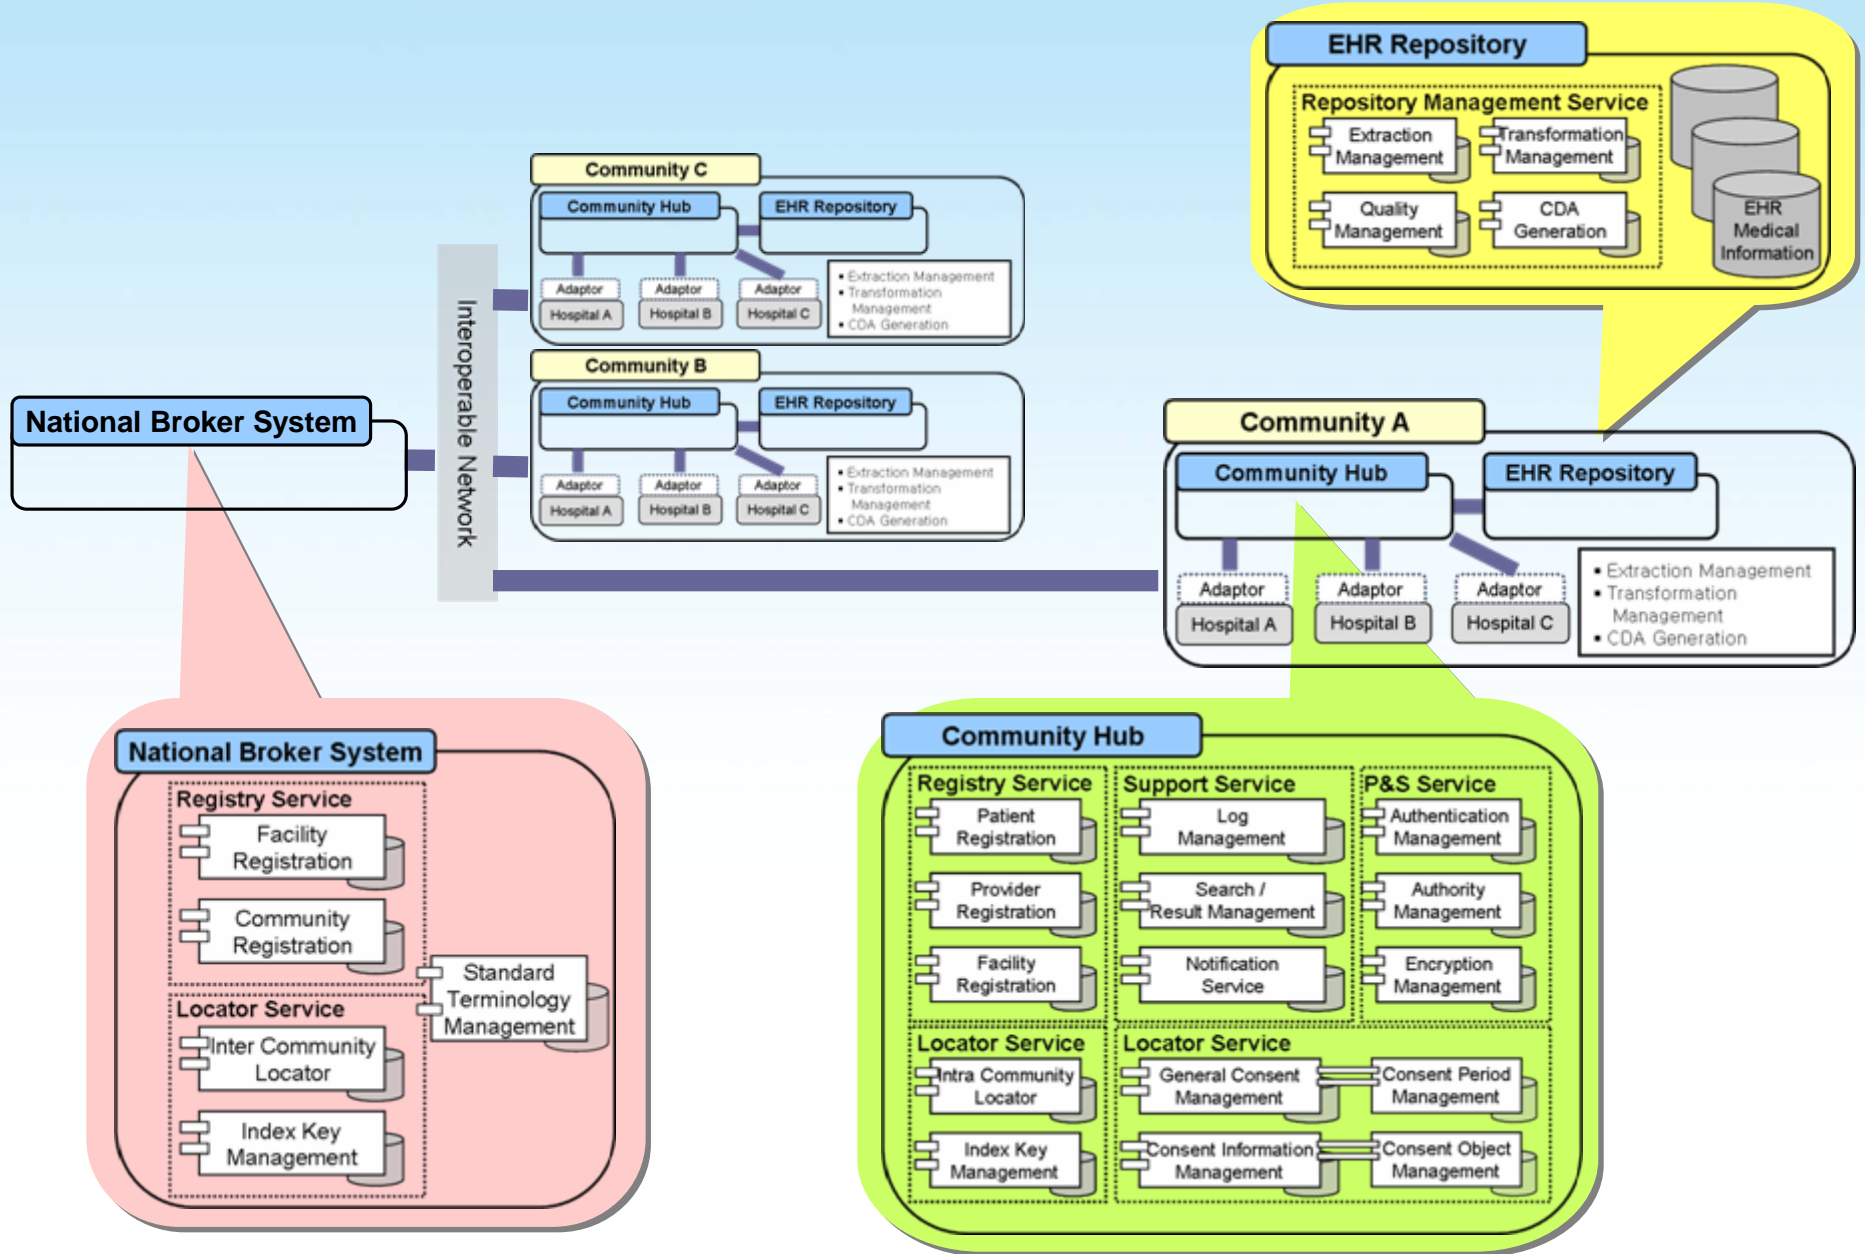 EHR Repository
Repository Management Service
Extraction
Management
Transformation
Management
Quality
Management
CDA
Generation
EHR
Medical
Information
Community C
Community Hub
EHR Repository
Adaptor
Hospital A
Adaptor
Hospital B
Adaptor
Hospital C
▪ Extraction Management
▪ Transformation
Management
▪ CDA Generation
Community B
Community Hub
EHR Repository
Adaptor
Hospital A
Adaptor
Hospital B
Adaptor
Hospital C
▪ Extraction Management
▪ Transformation
Management
▪ CDA Generation
Interoperable Network
National Broker System
Community A
Community Hub
EHR Repository
Adaptor
Hospital A
Adaptor
Hospital B
Adaptor
Hospital C
▪ Extraction Management
▪ Transformation
Management
▪ CDA Generation
National Broker System
Registry Service
Facility
Registration
Community
Registration
Standard
Terminology
Management
Locator Service
Inter Community
Locator
Index Key
Management
Community Hub
Registry Service
Patient
Registration
Provider
Registration
Facility
Registration
Support Service
Log
Management
Search /
Result Management
Notification
Service
P&S Service
Authentication
Management
Authority
Management
Encryption
Management
Locator Service
Intra Community
Locator
Index Key
Management
Locator Service
General Consent
Management
Consent Period
Management
Consent Information
Management
Consent Object
Management